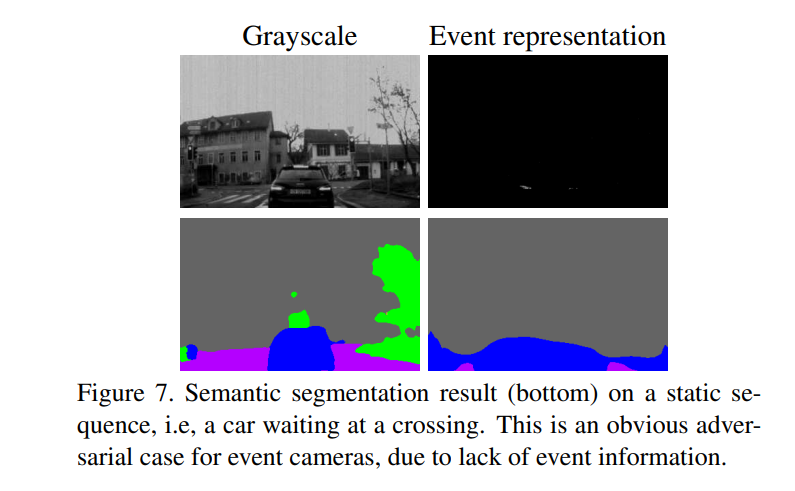 Grayscale Event representation
Figure 7. Semantic segmentation result (bottom) on a static se-
quence, i.e, a car waiting at a crossing. This is an obvious adver-
sarial case for event cameras, due to lack of event information.